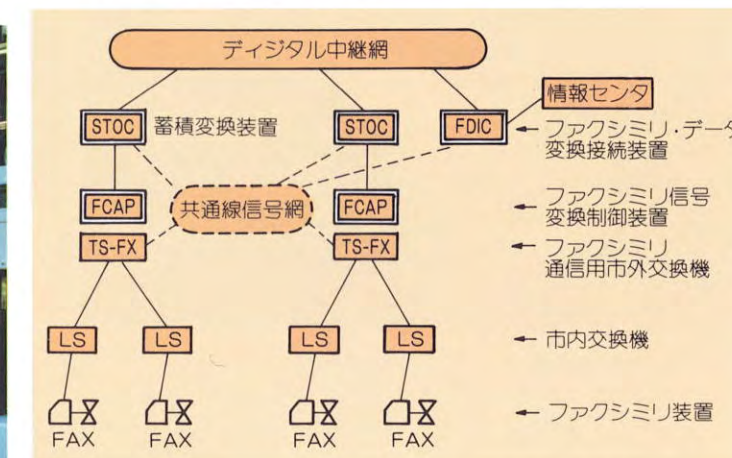 ディジタル中継網
情報センタ
STOC
蓄積変換装置
STOC
FDIC
← ファクシミリ・データ
変換接続装置
FCAP
共通線信号網
FCAP
← ファクシミリ信号
変換制御装置
TS-FX
TS-FX
← ファクシミリ
通信用市外交換機
LS
LS
LS
LS
← 市内交換機
FAX
FAX
FAX
FAX
← ファクシミリ装置